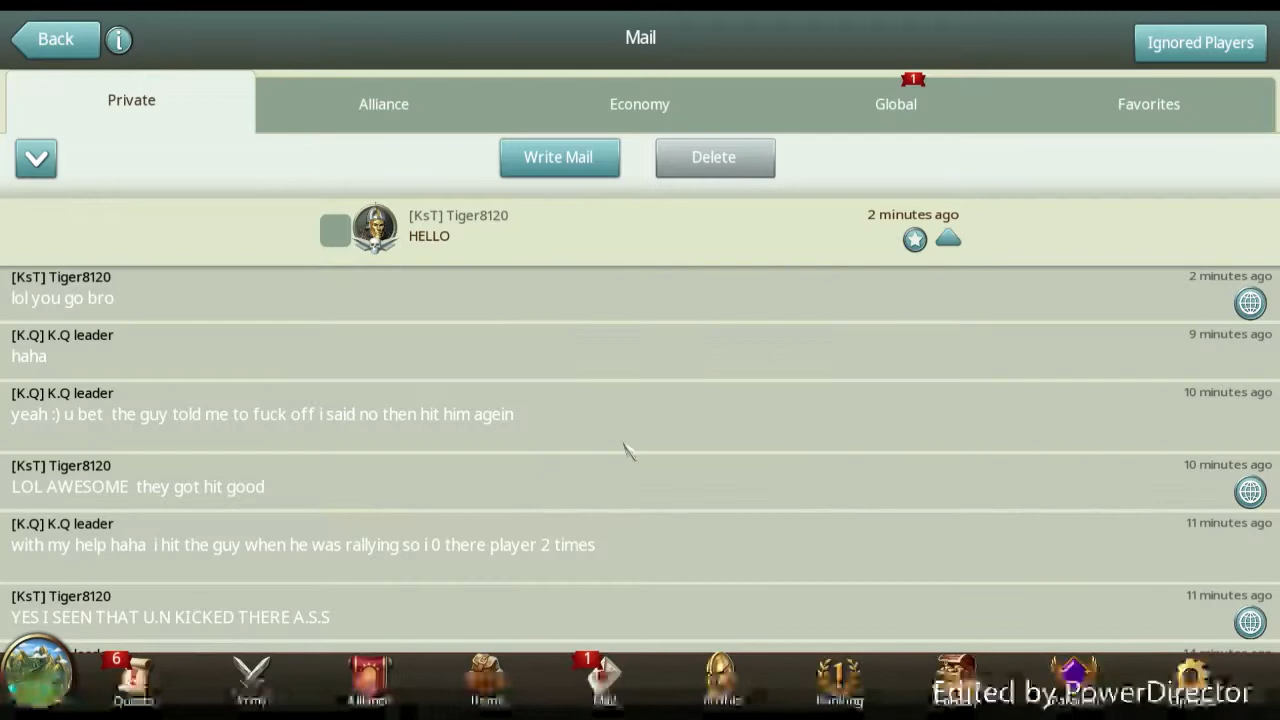 Back
Mail
Ignored Players
Private
Alliance
Economy
1
Global
Favorites
Write Mail
Delete
[KsT] Tiger8120
2 minutes ago
HELLO
[KsT] Tiger8120
2 minutes ago
lol you go bro
[K.Q] K.Q leader
9 minutes ago
haha
[K.Q] K.Q leader
10 minutes ago
yeah :) u bet the guy told me to fuck off i said no then hit him agein
[KsT] Tiger8120
10 minutes ago
LOL AWESOME they got hit good
[K.Q] K.Q leader
11 minutes ago
with my help haha i hit the guy when he was rallying so i 0 there player 2 times
[KsT] Tiger8120
11 minutes ago
YES I SEEN THAT U.N KICKED THERE A.S.S
6
1
1
Army
Edited by PowerDirector